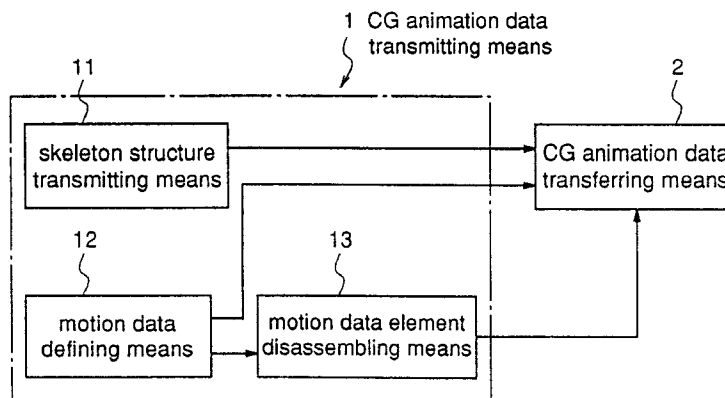 1 CG animation data
transmitting means
11
2
skeleton structure
transmitting means
CG animation data
transferring means
12
13
motion data
defining means
motion data element
disassembling means